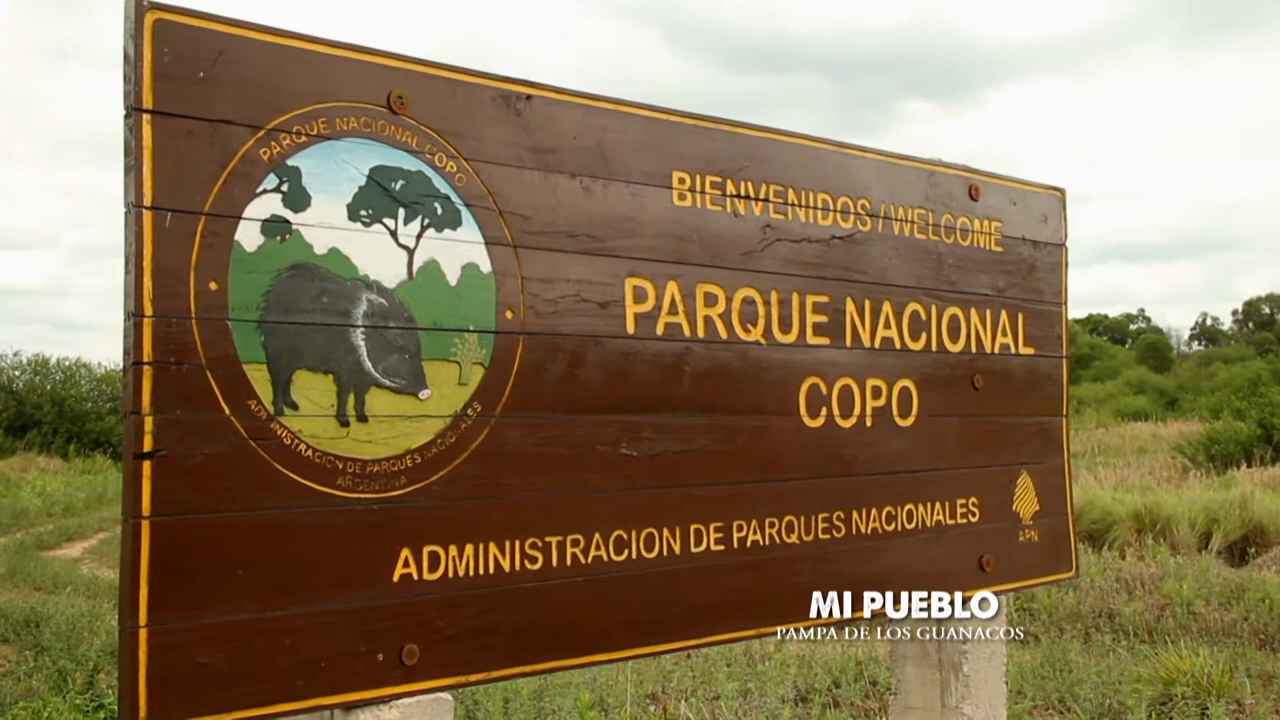 PARQUE NACIONAL COPO
ADMINISTRACION DE PARQUES NACIONALES
ARGENTINA
BIENVENIDOS / WELCOME
PARQUE NACIONAL
COPO
ADMINISTRACION DE PARQUES NACIONALES
APN
MI PUEBLO
PAMPA DE LOS GUANACOS